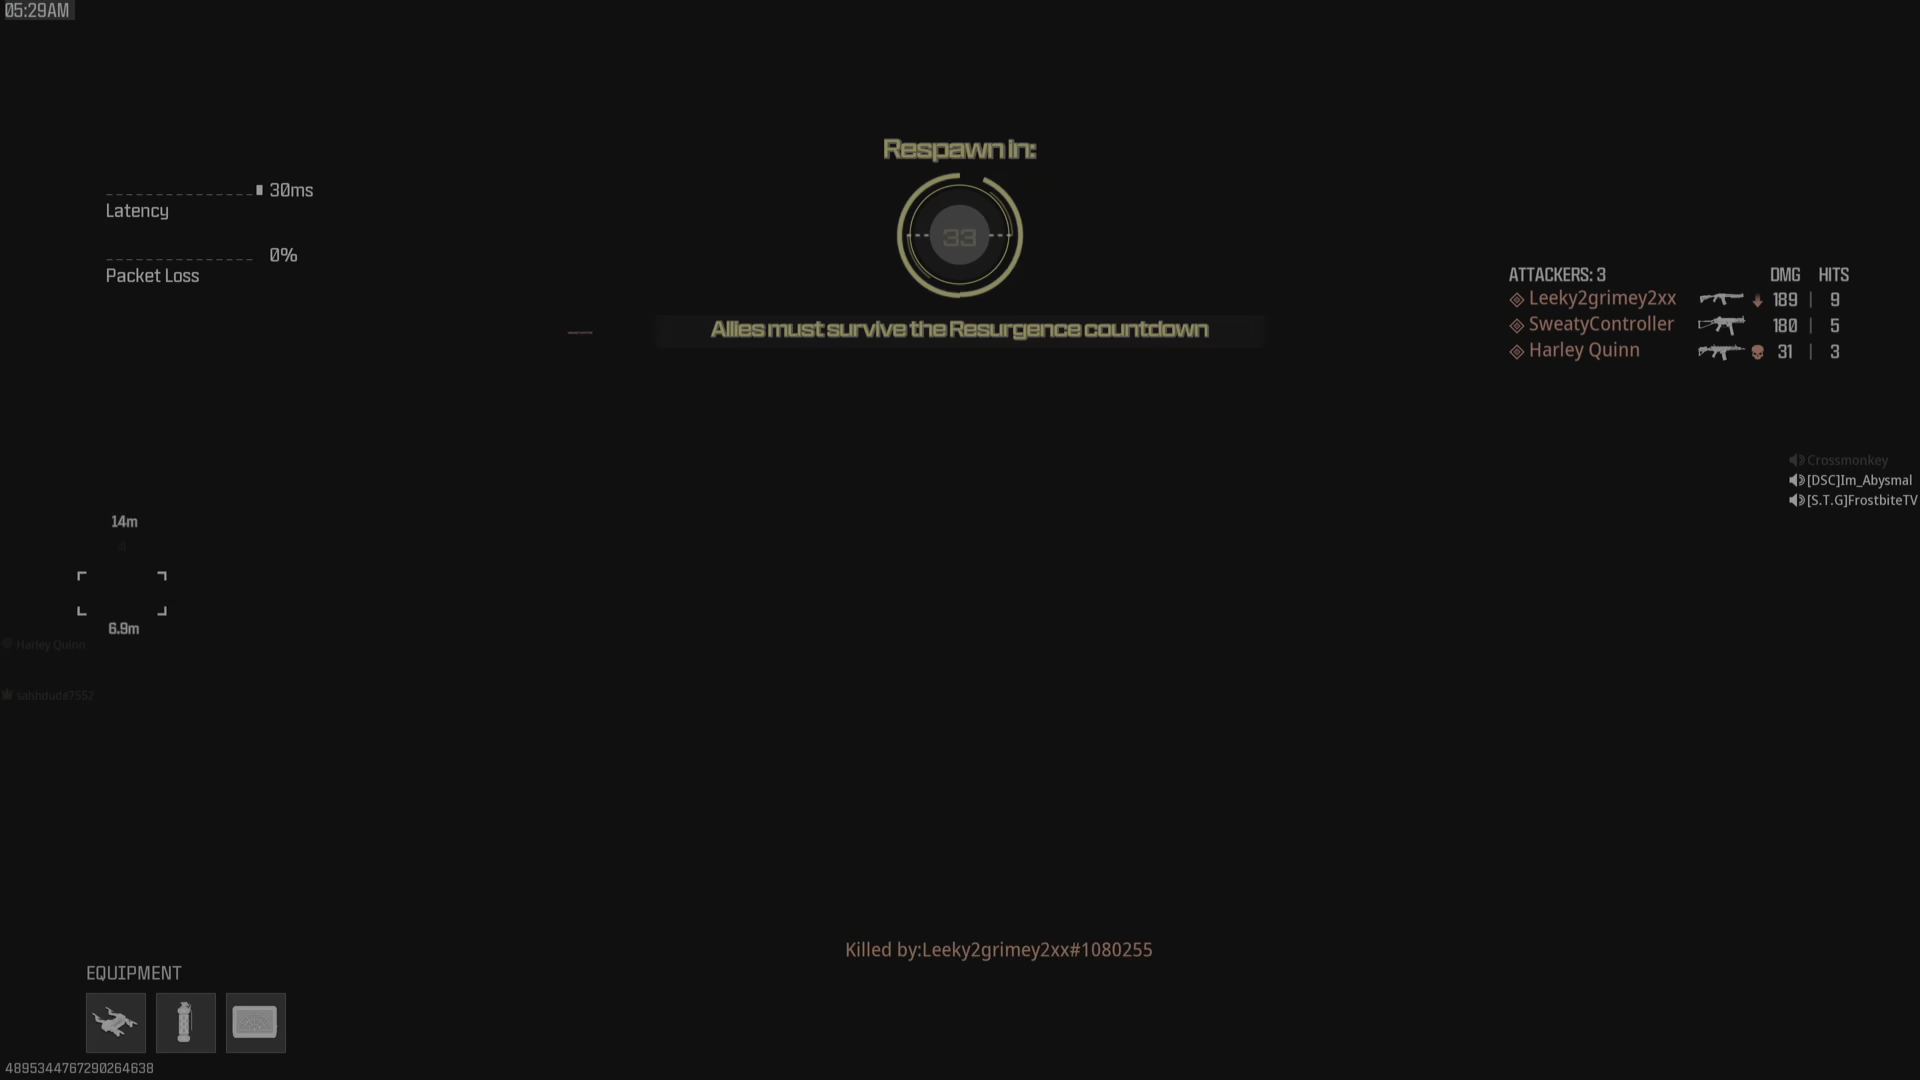 05:29AM
Respawn in:
33
Allies must survive the Resurgence countdown
30ms
Latency
0%
Packet Loss
ATTACKERS: 3 DMG HITS
Leeky2grimey2xx 189 | 9
SweatyController 180 | 5
Harley Quinn 31 | 3
Crossmonkey
[DSC]Im_Abysmal
[S.T.G]FrostbiteTV
14m
6.9m
Harley Quinn
sahhdude7552
Killed by:Leeky2grimey2xx#1080255
EQUIPMENT
4895344767290264638